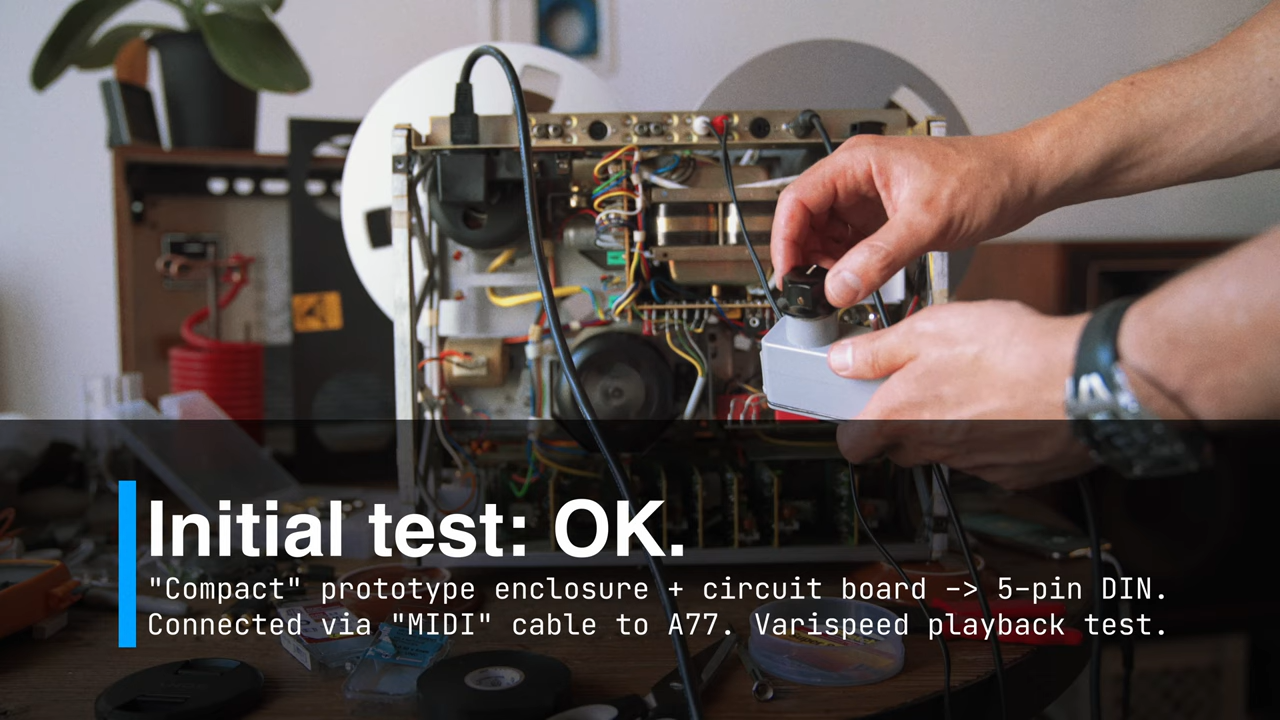 Initial test: OK.
"Compact" prototype enclosure + circuit board -> 5-pin DIN.
Connected via "MIDI" cable to A77. Varispeed playback test.